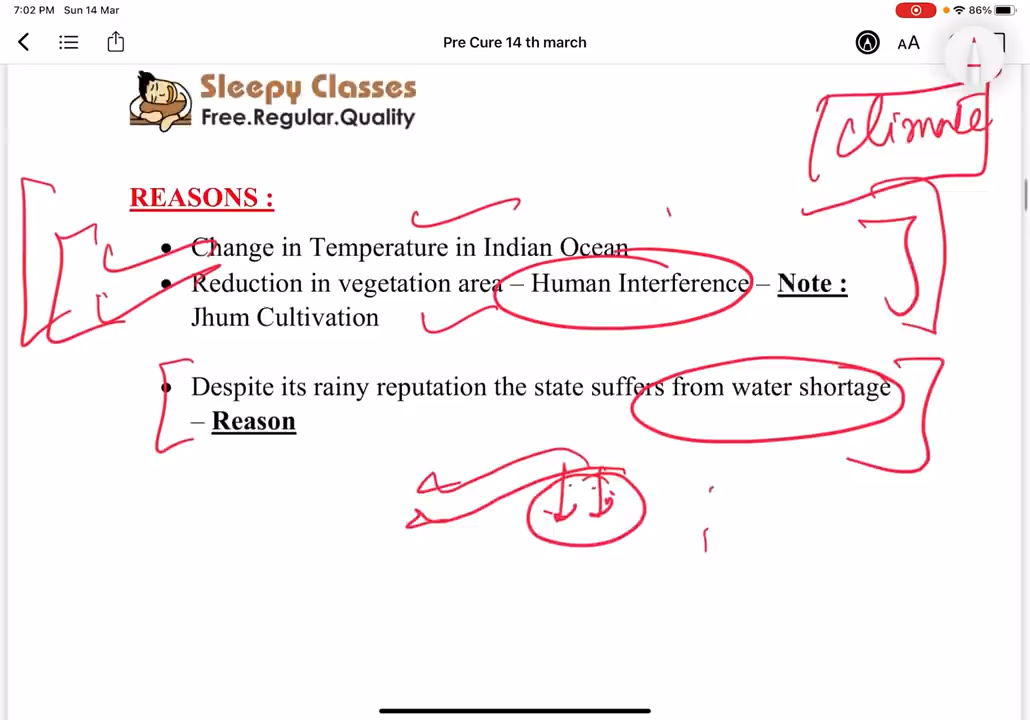 7:02 PM Sun 14 Mar
86%
Pre Cure 14 th march
AA
Sleepy Classes
Free.Regular.Quality
climate
REASONS :
• Change in Temperature in Indian Ocean
• Reduction in vegetation area – Human Interference – Note :
Jhum Cultivation
• Despite its rainy reputation the state suffers from water shortage
– Reason